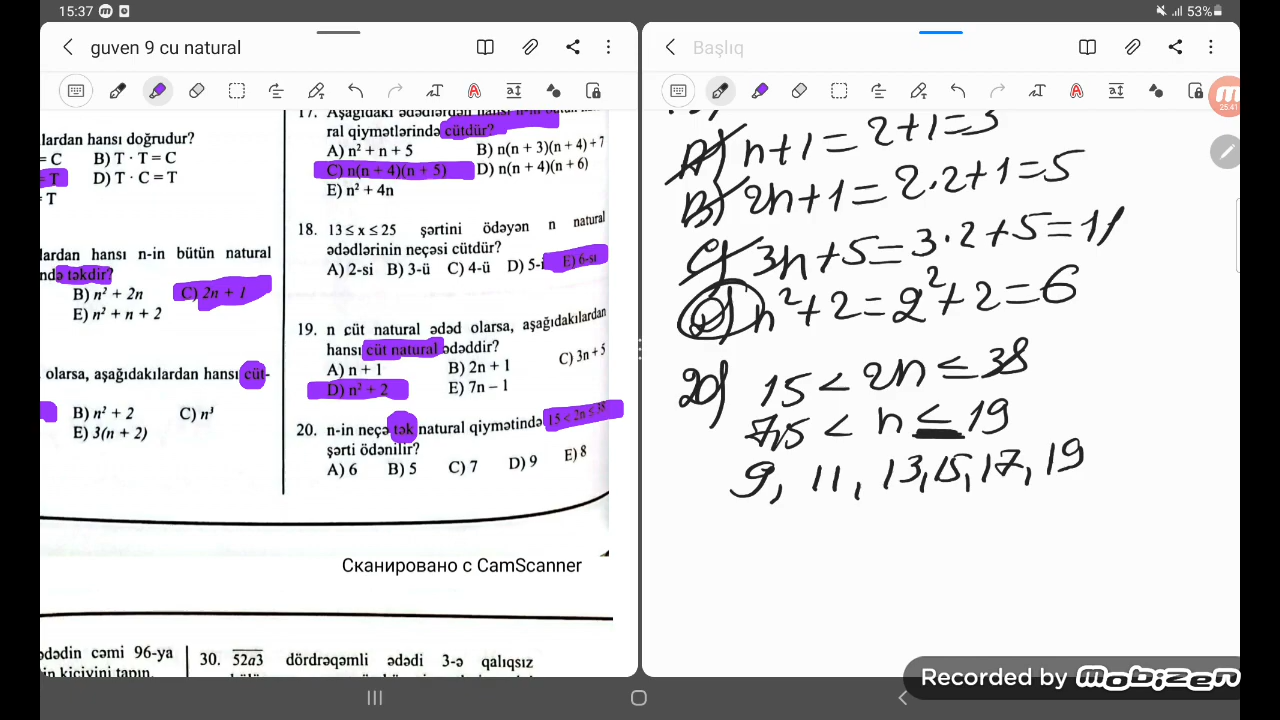 15:37
53%
guven 9 cu natural
lardan hansı doğrudur?
= C B) T · T = C
= T D) T · C = T
= T
lardan hansı n-in bütün natural
ndə təkdir?
B) n² + 2n C) 2n + 1
E) n² + n + 2
olarsa, aşağıdakılardan hansı cüt-
B) n² + 2 C) n³
E) 3(n + 2)
17. Aşağıdakı ədədlərdən hansı n-in bütün natu-
ral qiymətlərində cütdür?
A) n² + n + 5 B) n(n + 3)(n + 4) + 7
C) n(n + 4)(n + 5) D) n(n + 4)(n + 6)
E) n² + 4n
18. 13 ≤ x ≤ 25 şərtini ödəyən n natural
ədədlərinin neçəsi cütdür?
A) 2-si B) 3-ü C) 4-ü D) 5-i E) 6-sı
19. n cüt natural ədəd olarsa, aşağıdakılardan
hansı cüt natural ədəddir?
A) n + 1 B) 2n + 1 C) 3n + 5
D) n² + 2 E) 7n − 1
20. n-in neçə tək natural qiymətində 15 < 2n ≤ 38
şərti ödənilir?
A) 6 B) 5 C) 7 D) 9 E) 8
Сканировано с CamScanner
ədədin cəmi 96-ya
in kiçiyini tapın.
30. 52a3 dördrəqəmli ədədi 3-ə qalıqsız
Başlıq
25:41
A) n+1=2+1=3
B) 2n+1=2·2+1=5
C) 3n+5=3·2+5=11
D) n²+2=2²+2=6
20) 15 < 2n ≤ 38
7,5 < n ≤ 19
9, 11, 13, 15, 17, 19
Recorded by mobizen